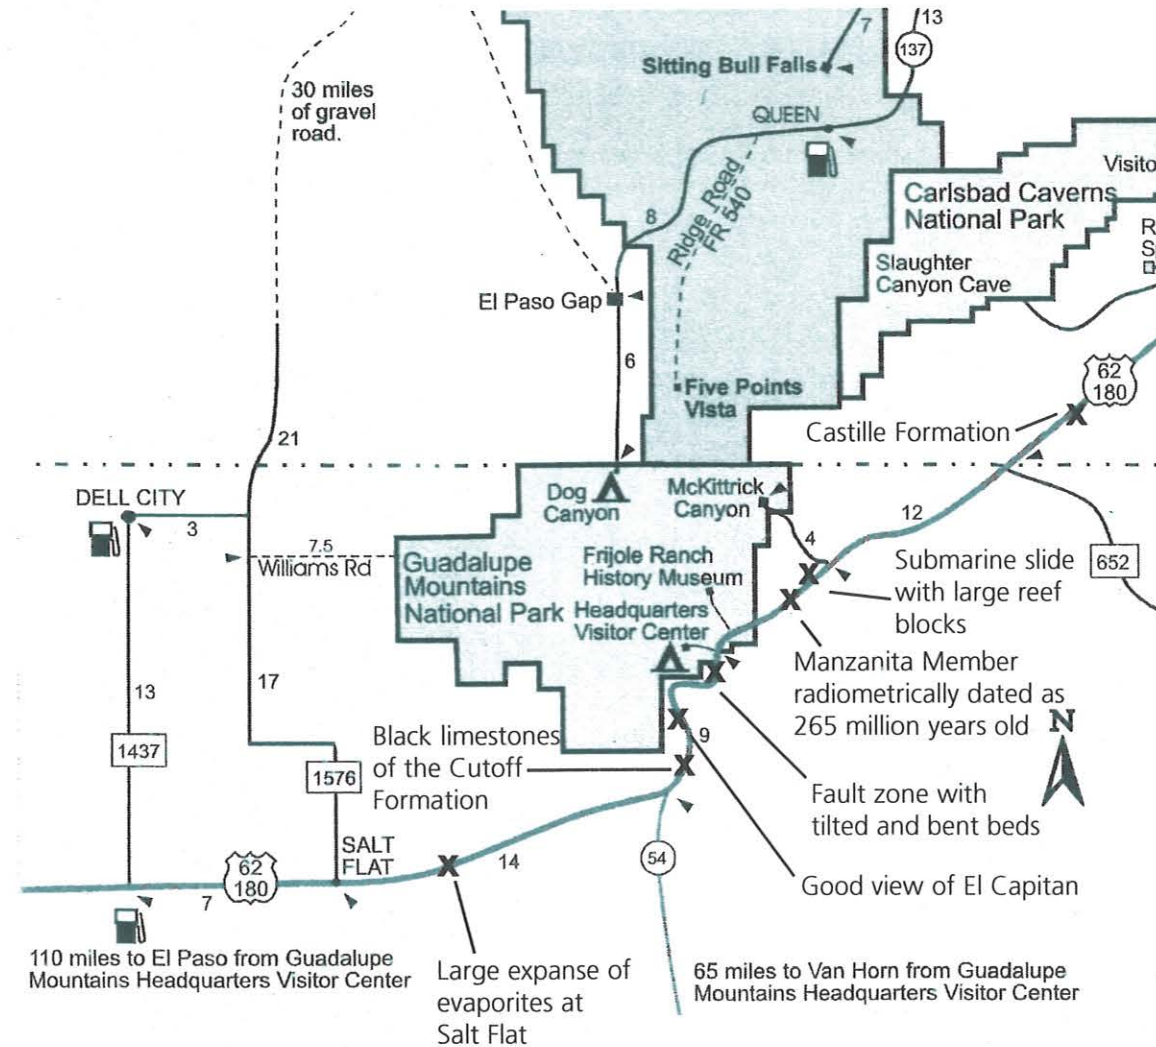 13
7
137
Sitting Bull Falls
30 miles
of gravel
road.
QUEEN
Visito
Carlsbad Caverns
National Park
Ridge Road
FR 540
8
R
S
Slaughter
Canyon Cave
El Paso Gap
62
180
6
Five Points
Vista
Castille Formation
21
DELL CITY
3
Dog
Canyon
McKittrick
Canyon
12
4
7.5
Williams Rd
Guadalupe
Mountains
National Park
Frijole Ranch
History Museum
Headquarters
Visitor Center
Submarine slide
with large reef
blocks
652
Manzanita Member
radiometrically dated as
265 million years old
N
13
17
1437
1576
Black limestones
of the Cutoff
Formation
9
Fault zone with
tilted and bent beds
SALT
FLAT
62
180
7
14
54
Good view of El Capitan
110 miles to El Paso from Guadalupe
Mountains Headquarters Visitor Center
Large expanse of
evaporites at
Salt Flat
65 miles to Van Horn from Guadalupe
Mountains Headquarters Visitor Center